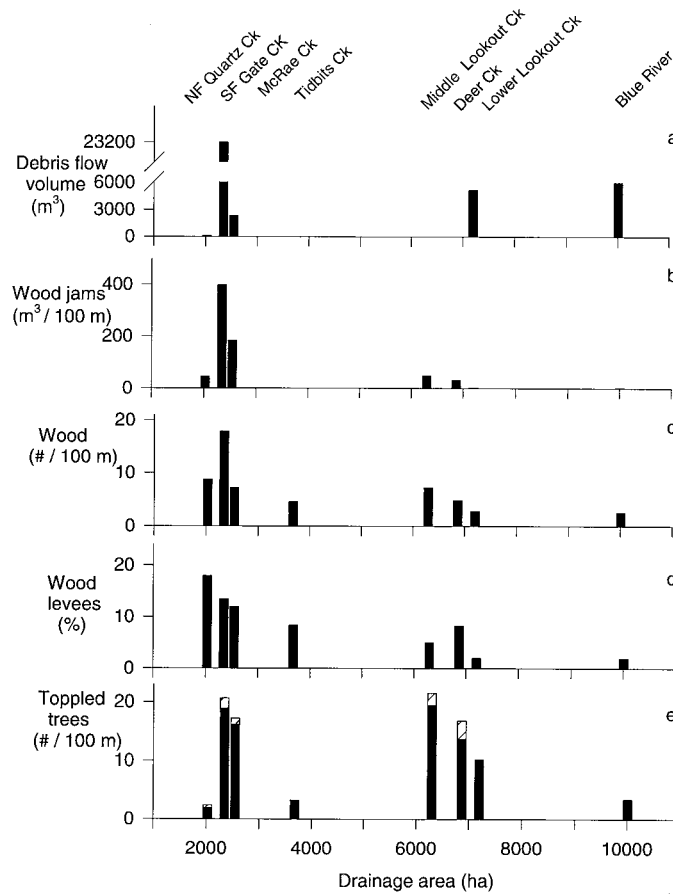 NF Quartz Ck
SF Gate CK
McRae Ck
Tidbits Ck
Middle Lookout Ck
Deer Ck
Lower Lookout Ck
Blue River
a
23200
Debris flow
volume
(m³)
6000
3000
0
b
Wood jams
(m³ / 100 m)
400
200
0
Wood
(# / 100 m)
20
10
0
Wood
levees
(%)
20
10
0
e
Toppled
trees
(# / 100 m)
20
10
0
2000 4000 6000 8000 10000
Drainage area (ha)